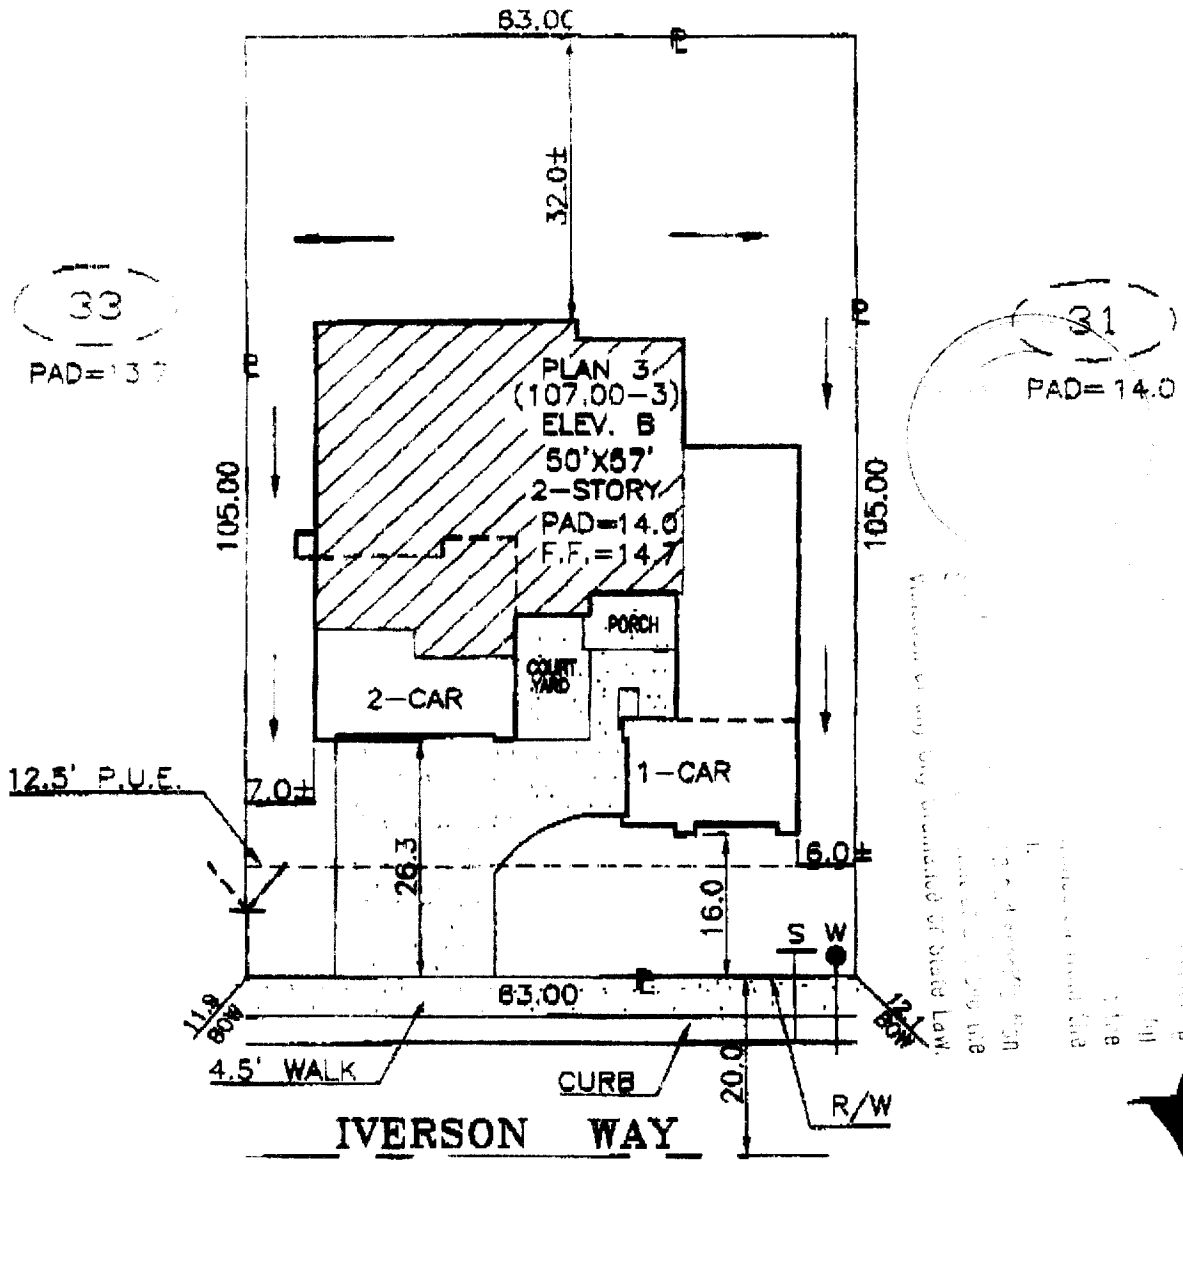 63.00
32.0±
33
31
PAD=14.0
PLAN 3
(107.00-3)
ELEV. B
50'X57'
2-STORY
PAD=14.0
F.F.=14.7
105.00
105.00
PORCH
COURT
YARD
2-CAR
1-CAR
12.5' P.U.E.
7.0±
6.0±
26.3
16.0
S W
63.00
11.9
BOW
12.1
BOW
4.5' WALK
CURB
20.0
R/W
IVERSON WAY